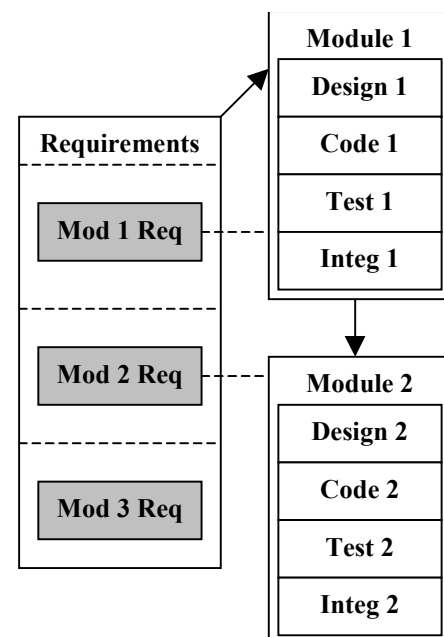 Requirements
Mod 1 Req
Mod 2 Req
Mod 3 Req
Module 1
Design 1
Code 1
Test 1
Integ 1
Module 2
Design 2
Code 2
Test 2
Integ 2